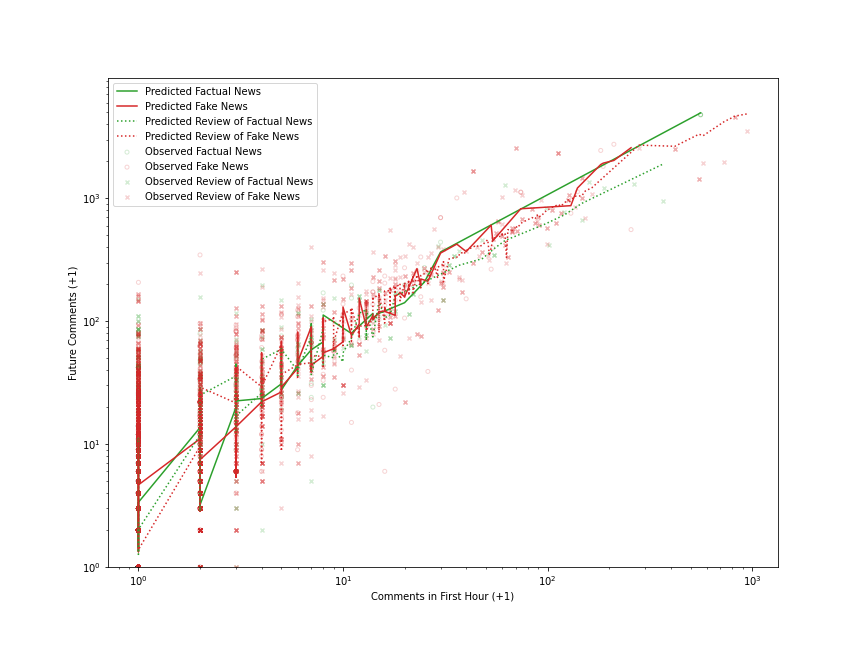 Predicted Factual News
Predicted Fake News
Predicted Review of Factual News
Predicted Review of Fake News
Observed Factual News
Observed Fake News
Observed Review of Factual News
Observed Review of Fake News
Future Comments (+1)
10³
10²
10¹
10⁰
10⁰ 10¹ 10² 10³
Comments in First Hour (+1)